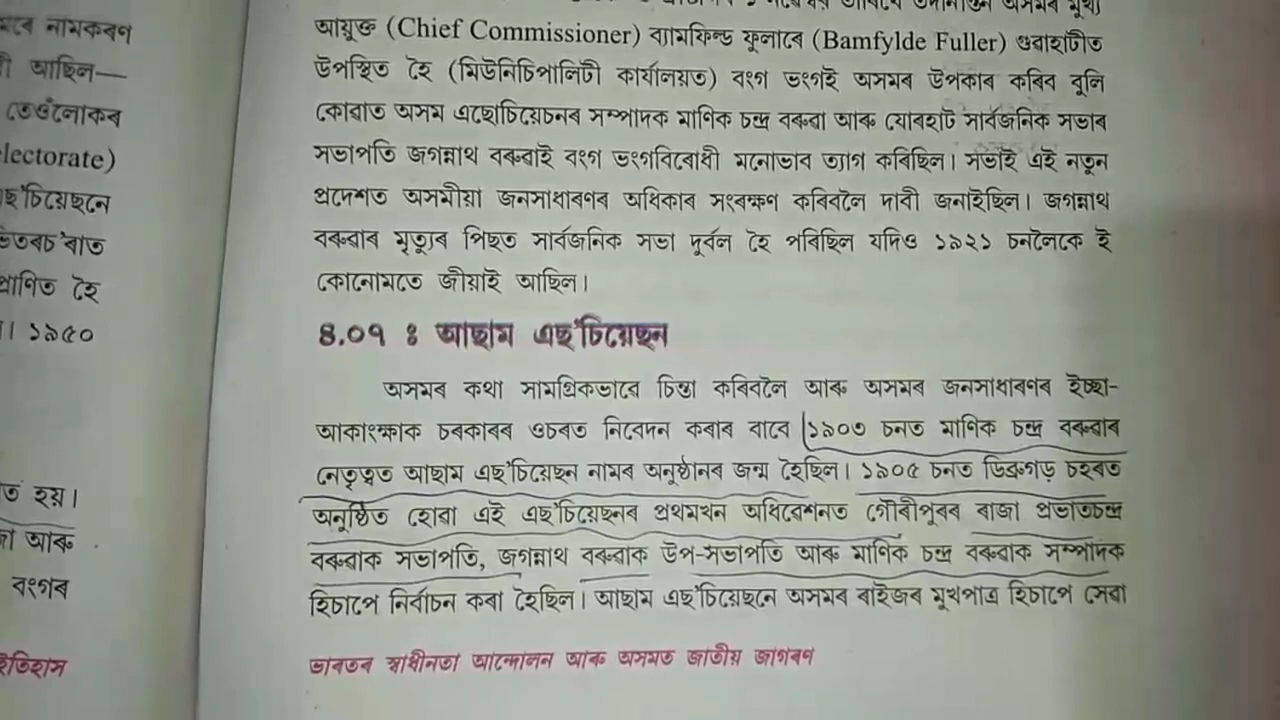 নামকৰণ
আছিল—
তেওঁলোকৰ
lectorate)
চিয়েছনে
হৈ
১৯৫০
হয়।
আৰু
বংগৰ
অসমৰ মুখ্য
আয়ুক্ত (Chief Commissioner) ব্যামফিল্ড ফুলাৰে (Bamfylde Fuller) গুৱাহাটীত
উপস্থিত হৈ (মিউনিচিপালিটী কাৰ্যালয়ত) বংগ ভংগই অসমৰ উপকাৰ কৰিব বুলি
কোৱাত অসম এছোচিয়েচনৰ সম্পাদক মাণিক চন্দ্ৰ বৰুৱা আৰু যোৰহাট সাৰ্বজনিক সভাৰ
সভাপতি জগন্নাথ বৰুৱাই বংগ ভংগবিৰোধী মনোভাব ত্যাগ কৰিছিল। সভাই এই নতুন
প্ৰদেশত অসমীয়া জনসাধাৰণৰ অধিকাৰ সংৰক্ষণ কৰিবলৈ দাবী জনাইছিল। জগন্নাথ
বৰুৱাৰ মৃত্যুৰ পিছত সাৰ্বজনিক সভা দুৰ্বল হৈ পৰিছিল যদিও ১৯২১ চনলৈকে ই
কোনোমতে জীয়াই আছিল।
৪.০৭ ঃ আছাম এছ'চিয়েছন
অসমৰ কথা সামগ্ৰিকভাৱে চিন্তা কৰিবলৈ আৰু অসমৰ জনসাধাৰণৰ ইচ্ছা-
আকাংক্ষাক চৰকাৰৰ ওচৰত নিবেদন কৰাৰ বাবে ১৯০৩ চনত মাণিক চন্দ্ৰ বৰুৱাৰ
নেতৃত্বত আছাম এছ'চিয়েছন নামৰ অনুষ্ঠানৰ জন্ম হৈছিল। ১৯০৫ চনত ডিব্ৰুগড় চহৰত
অনুষ্ঠিত হোৱা এই এছ'চিয়েছনৰ প্ৰথমখন অধিৱেশনত গৌৰীপুৰৰ ৰাজা প্ৰভাতচন্দ্ৰ
বৰুৱাক সভাপতি, জগন্নাথ বৰুৱাক উপ-সভাপতি আৰু মাণিক চন্দ্ৰ বৰুৱাক সম্পাদক
হিচাপে নিৰ্বাচন কৰা হৈছিল। আছাম এছ'চিয়েছনে অসমৰ ৰাইজৰ মুখপাত্ৰ হিচাপে সেৱা
ভাৰতৰ স্বাধীনতা আন্দোলন আৰু অসমত জাতীয় জাগৰণ